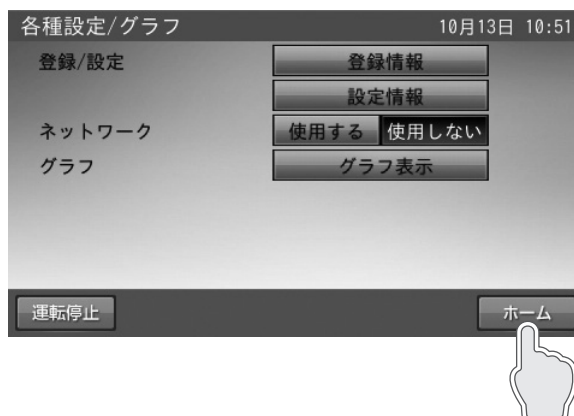 各種設定/グラフ 10月13日 10:51
登録/設定 登録情報
設定情報
ネットワーク 使用する 使用しない
グラフ グラフ表示
運転停止 ホーム